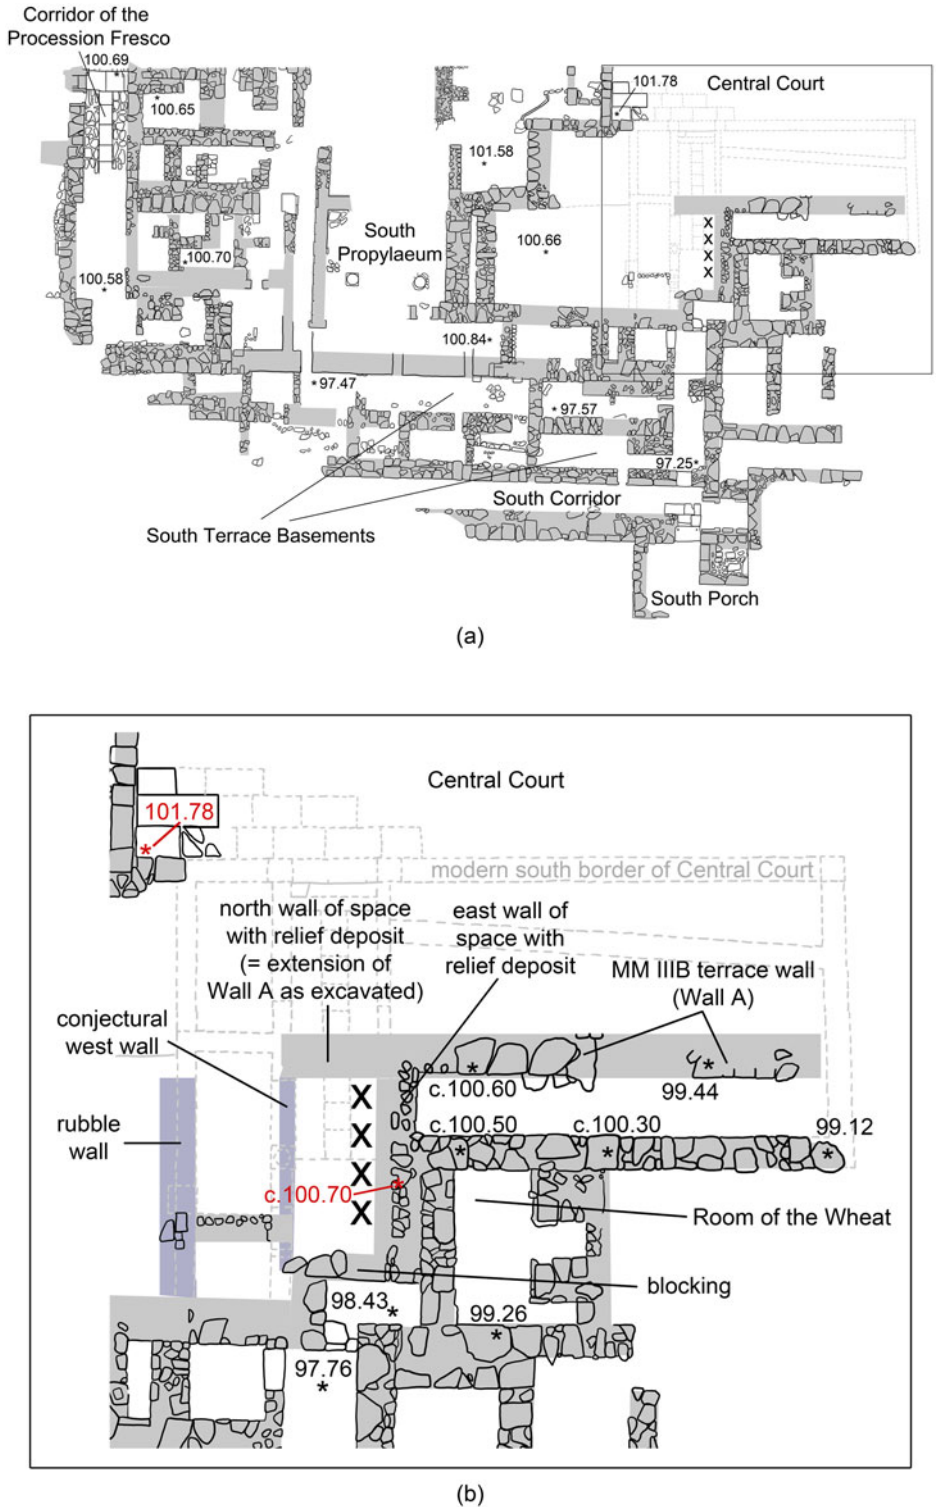 Corridor of the
Procession Fresco
100.69
100.65
101.78
Central Court
101.58
South
Propylaeum
100.66
X
X
X
X
100.70
100.58
100.84*
*97.47
*97.57
97.25*
South Corridor
South Terrace Basements
South Porch
(a)
Central Court
101.78
*
modern south border of Central Court
north wall of space
with relief deposit
(= extension of
Wall A as excavated)
east wall of
space with
relief deposit
MM IIIB terrace wall
(Wall A)
conjectural
west wall
rubble
wall
c.100.60
99.44
c.100.50
c.100.30
99.12
X
X
X
X
c.100.70
Room of the Wheat
blocking
98.43*
99.26
97.76
*
(b)